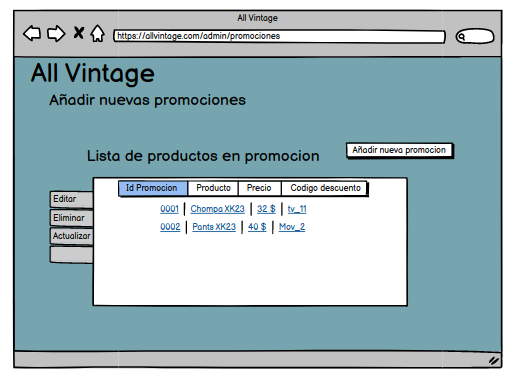 All Vintage
https://allvintage.com/admin/promociones
All Vintage
Añadir nuevas promociones
Lista de productos en promocion
Añadir nueva promocion
Id Promocion Producto Precio Codigo descuento
0001 Chompa XK23 32 $ tv_11
0002 Pants XK23 40 $ Mov_2
Editar
Eliminar
Actualizar